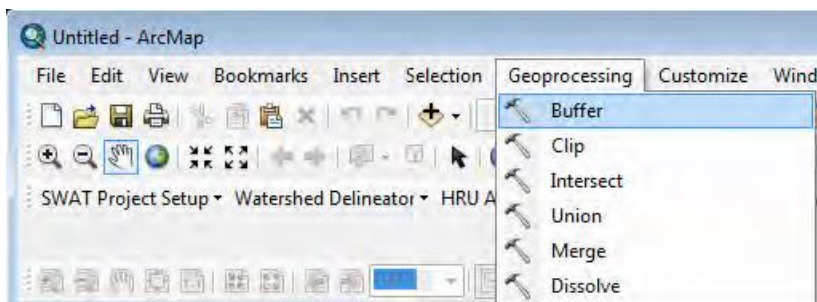 Untitled - ArcMap
File Edit View Bookmarks Insert Selection Geoprocessing Customize Wind
Buffer
Clip
Intersect
SWAT Project Setup Watershed Delineator HRU A
Union
Merge
Dissolve